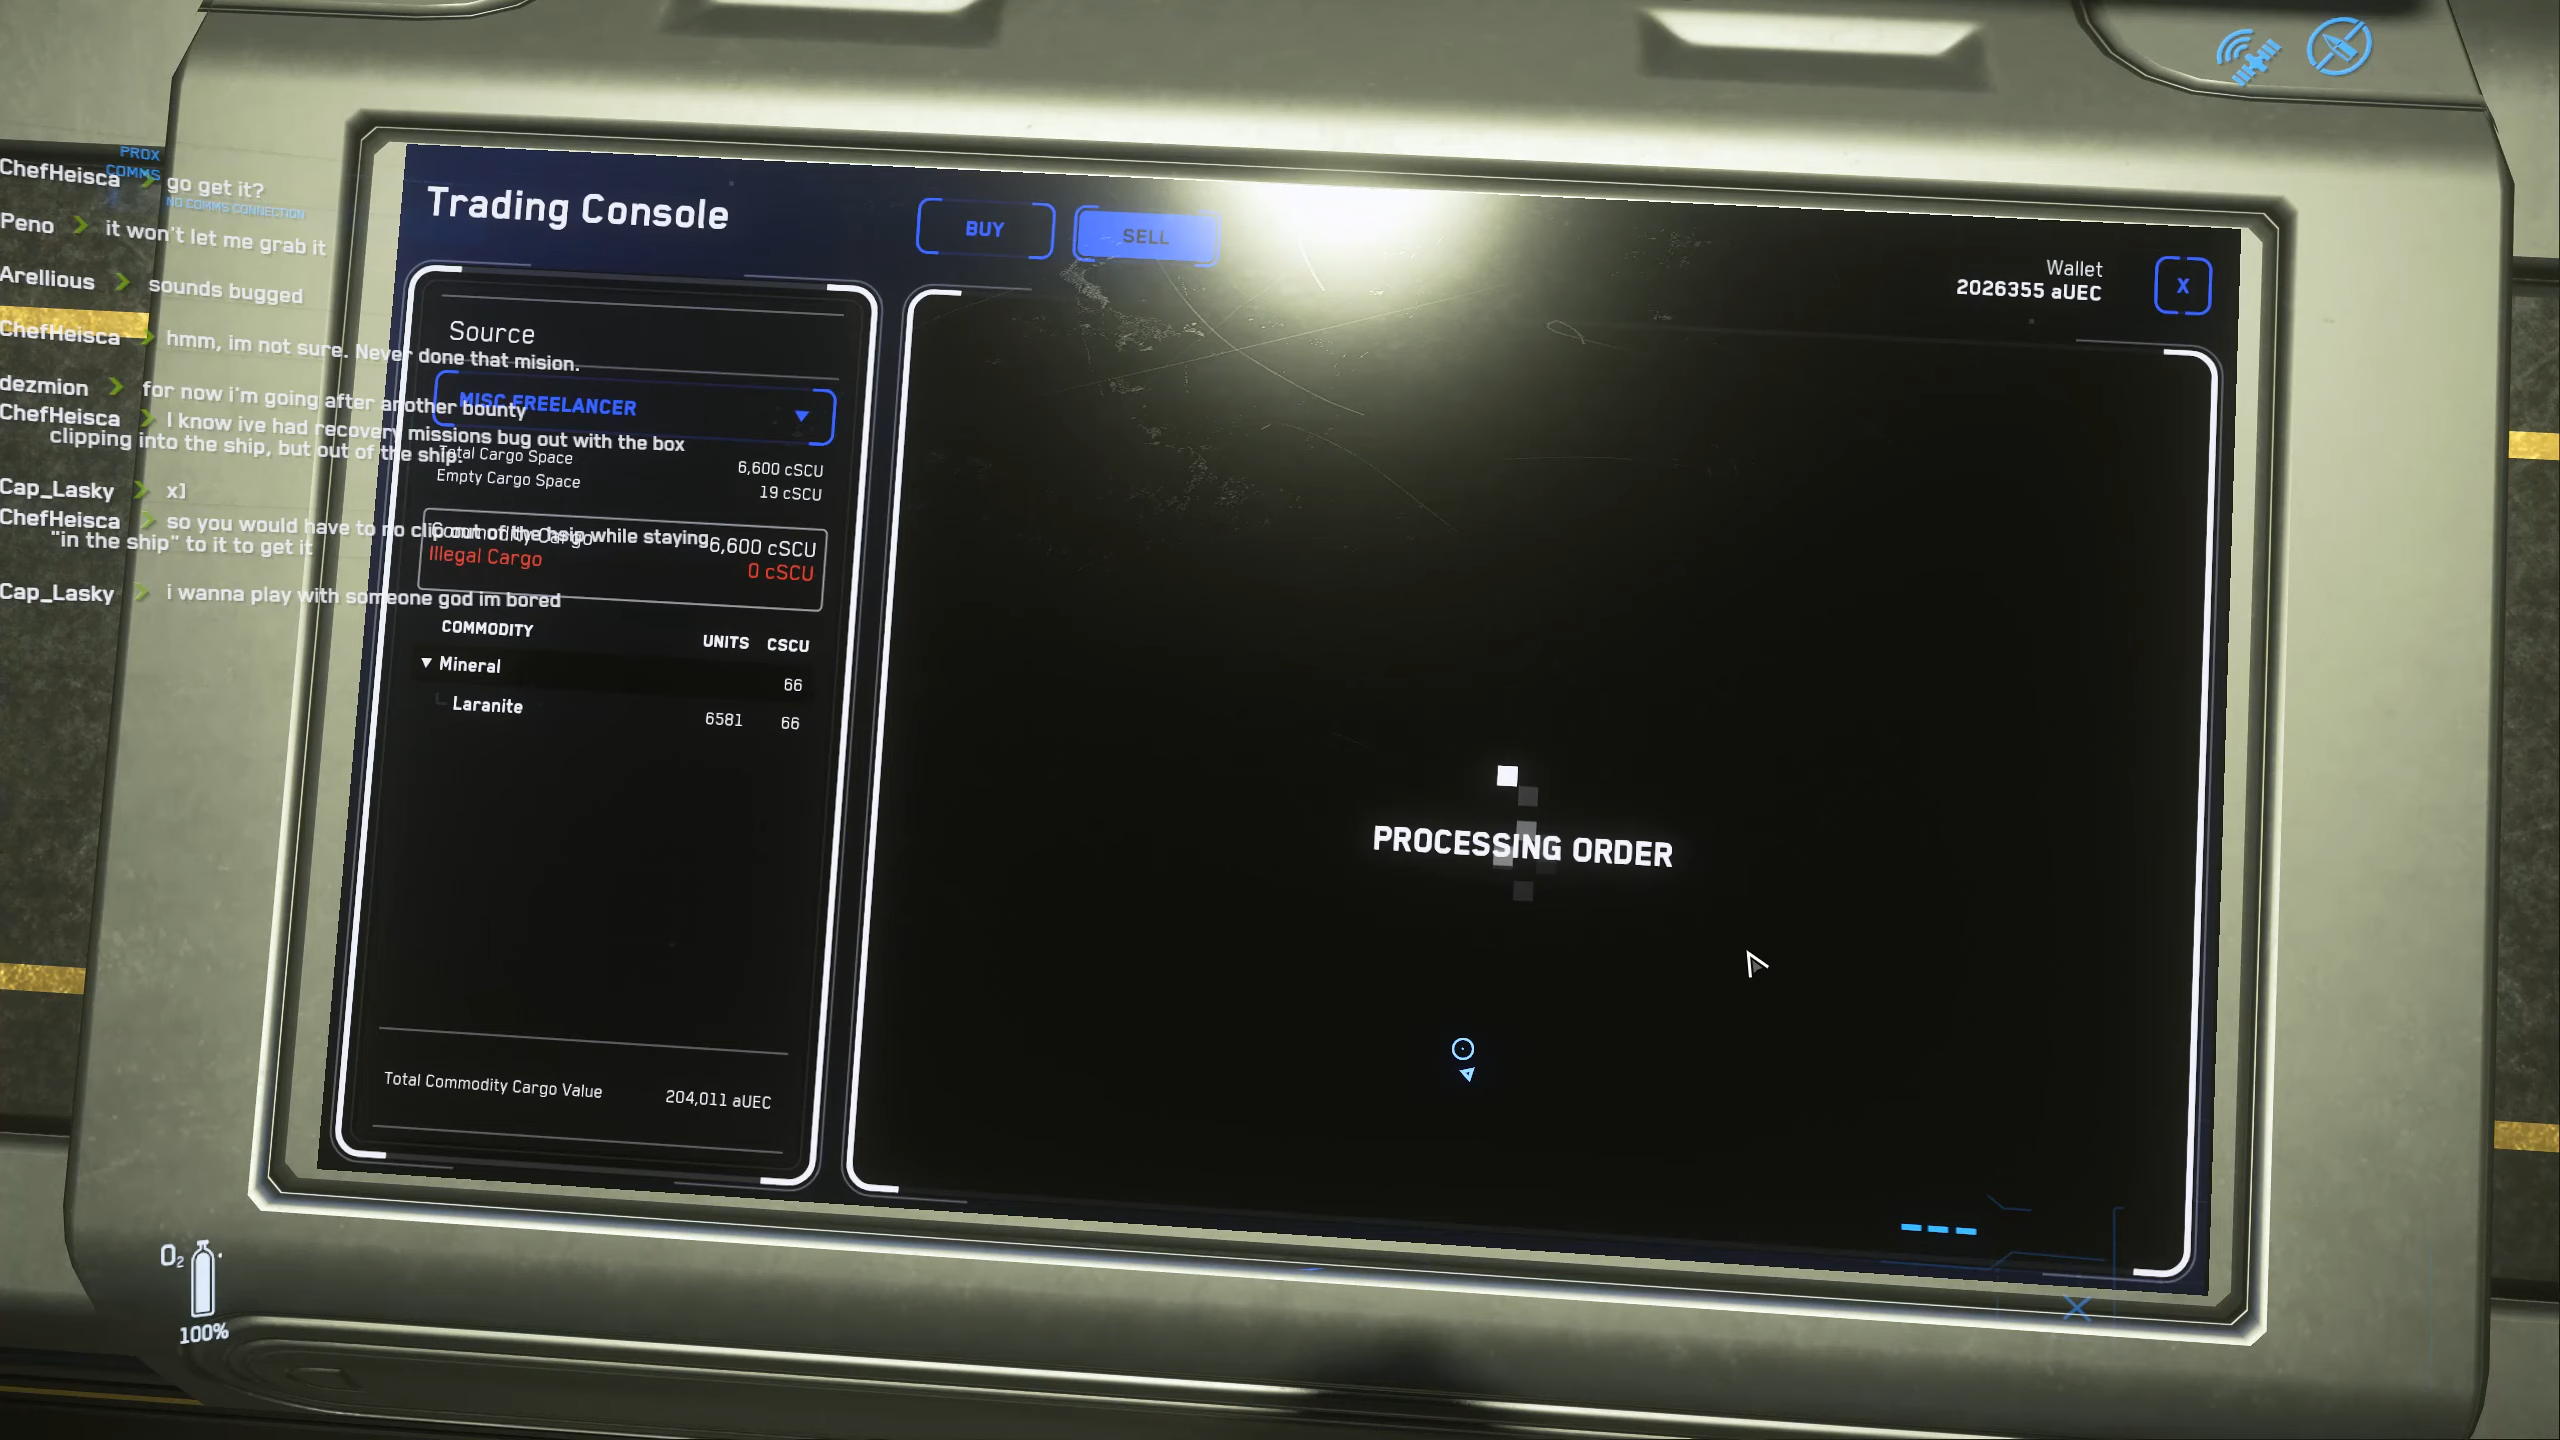 PROX
COMMS
NO COMMS CONNECTION
ChefHeisca > go get it?
Peno > it won't let me grab it
Arellious > sounds bugged
ChefHeisca > hmm, im not sure. Never done that mision.
dezmion > for now i'm going after another bounty
ChefHeisca > I know ive had recovery missions bug out with the box
clipping into the ship, but out of the ship.
Cap_Lasky > x]
ChefHeisca > so you would have to no clip out of the while staying
"in the ship" to it to get it
Cap_Lasky > i wanna play with someone god im bored
Trading Console
BUY
SELL
Wallet
2026355 aUEC
X
Source
MISC FREELANCER
Total Cargo Space 6,600 cSCU
Empty Cargo Space 19 cSCU
Commodity Cargo 6,600 cSCU
Illegal Cargo 0 cSCU
COMMODITY UNITS CSCU
Mineral 66
Laranite 6581 66
Total Commodity Cargo Value 204,011 aUEC
PROCESSING ORDER
O₂
100%